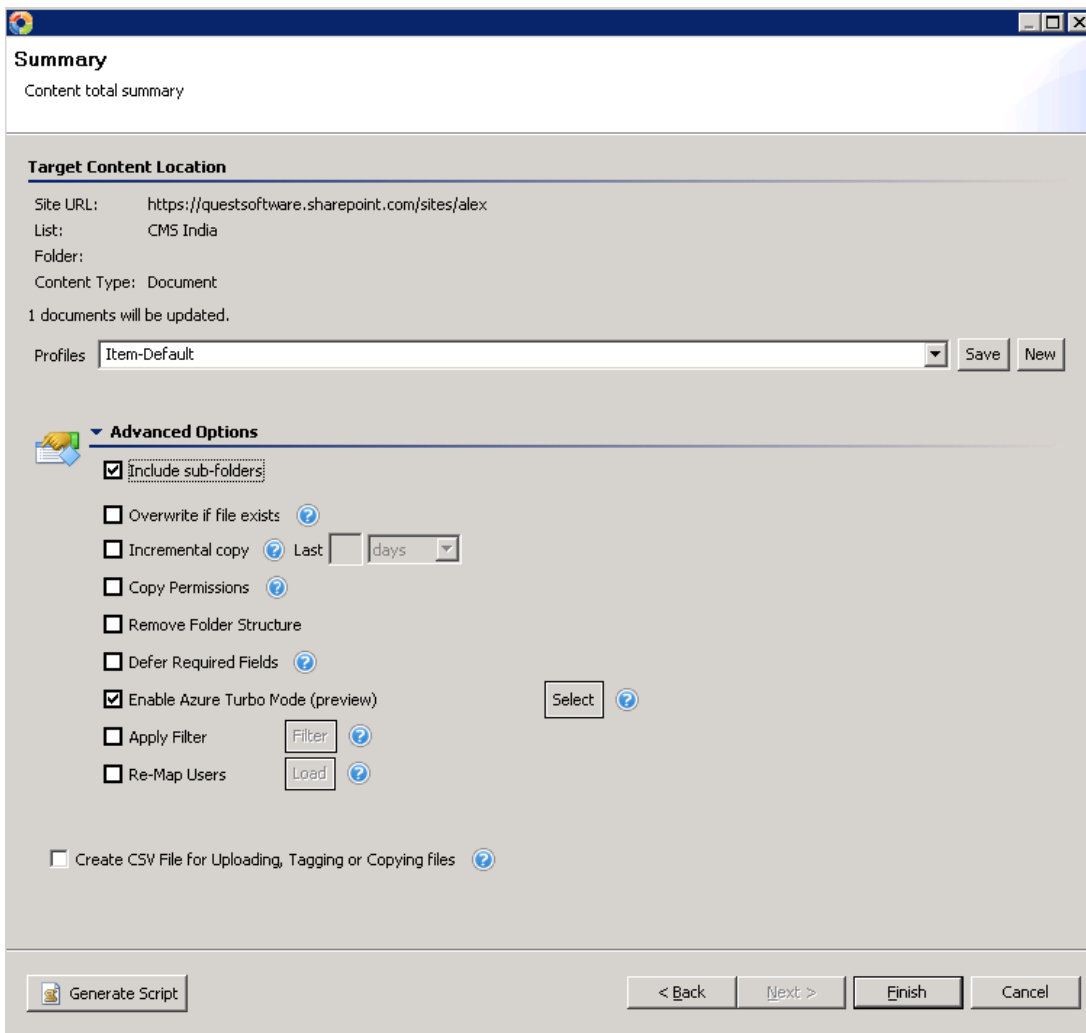 Summary
Content total summary
Target Content Location
Site URL: https://questsoftware.sharepoint.com/sites/alex
List: CMS India
Folder:
Content Type: Document
1 documents will be updated.
Profiles Item-Default Save New
Advanced Options
Include sub-folders
Overwrite if file exists
Incremental copy Last days
Copy Permissions
Remove Folder Structure
Defer Required Fields
Enable Azure Turbo Mode (preview) Select
Apply Filter Filter
Re-Map Users Load
Create CSV File for Uploading, Tagging or Copying files
Generate Script < Back Next > Finish Cancel